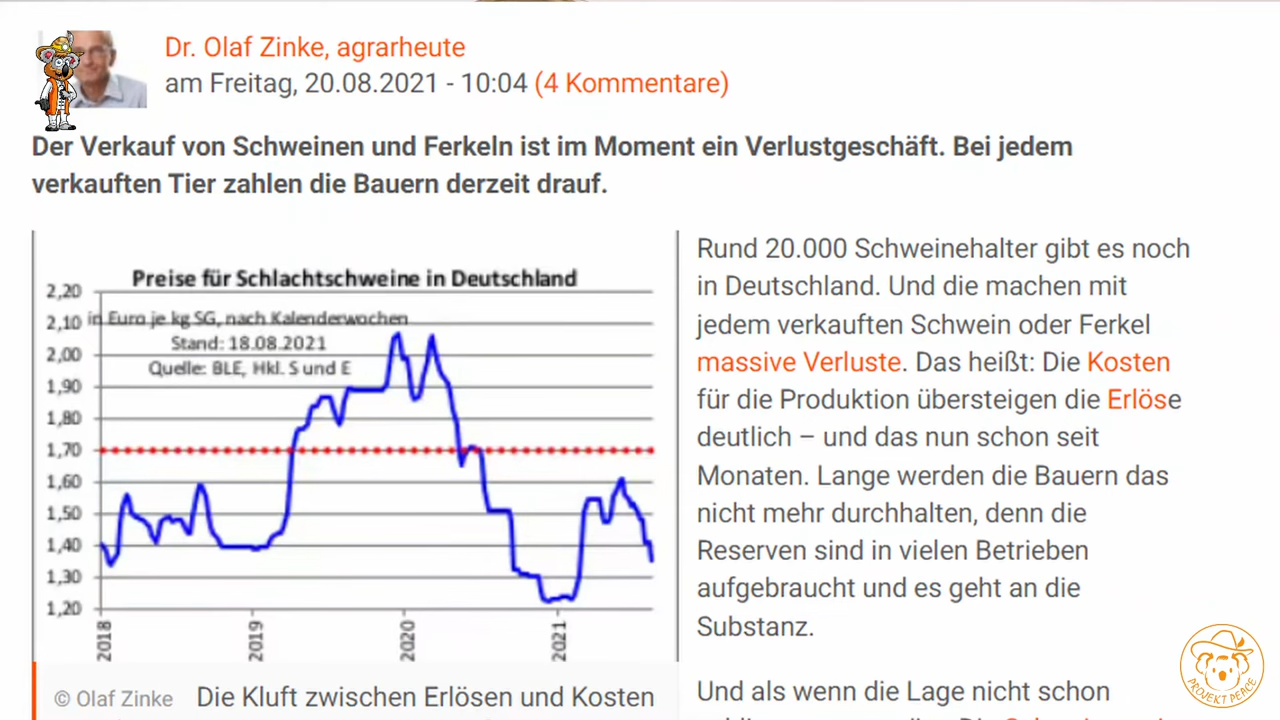 Dr. Olaf Zinke, agrarheute
am Freitag, 20.08.2021 - 10:04 (4 Kommentare)
Der Verkauf von Schweinen und Ferkeln ist im Moment ein Verlustgeschäft. Bei jedem
verkauften Tier zahlen die Bauern derzeit drauf.
Preise für Schlachtschweine in Deutschland
in Euro je kg SG, nach Kalenderwochen
Stand: 18.08.2021
Quelle: BLE, Hkl. S und E
2,20
2,10
2,00
1,90
1,80
1,70
1,60
1,50
1,40
1,30
1,20
2018
2019
2020
2021
© Olaf Zinke Die Kluft zwischen Erlösen und Kosten
Rund 20.000 Schweinehalter gibt es noch
in Deutschland. Und die machen mit
jedem verkauften Schwein oder Ferkel
massive Verluste. Das heißt: Die Kosten
für die Produktion übersteigen die Erlöse
deutlich – und das nun schon seit
Monaten. Lange werden die Bauern das
nicht mehr durchhalten, denn die
Reserven sind in vielen Betrieben
aufgebraucht und es geht an die
Substanz.
Und als wenn die Lage nicht schon
PROJEKT PEACE